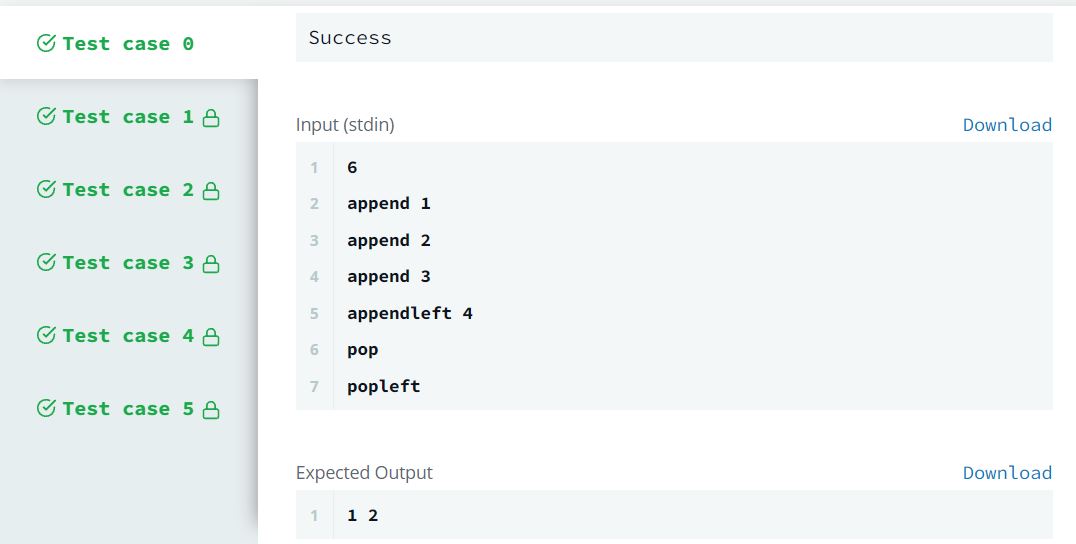 Test case 0
Test case 1
Test case 2
Test case 3
Test case 4
Test case 5
Success
Input (stdin)
Download
1 6
2 append 1
3 append 2
4 append 3
5 appendleft 4
6 pop
7 popleft
Expected Output
Download
1 1 2